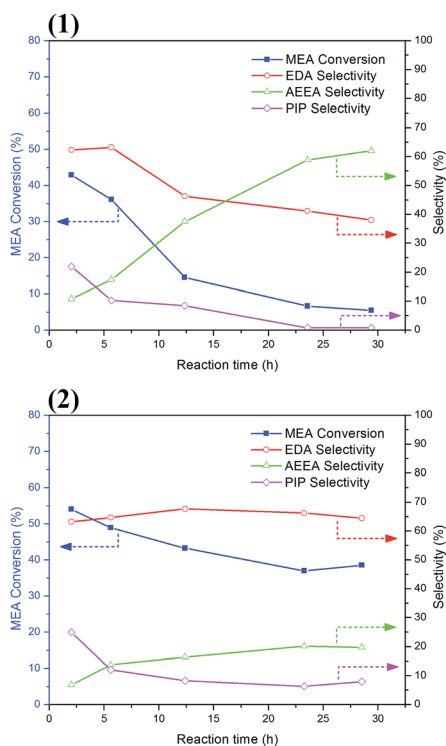 (1)
MEA Conversion
EDA Selectivity
AEEA Selectivity
PIP Selectivity
MEA Conversion (%)
80
70
60
50
40
30
20
10
0
100
90
80
70
60
50
40
30
20
10
0
Selectivity (%)
0 5 10 15 20 25 30
Reaction time (h)
(2)
MEA Conversion
EDA Selectivity
AEEA Selectivity
PIP Selectivity
MEA Conversion (%)
80
70
60
50
40
30
20
10
0
100
90
80
70
60
50
40
30
20
10
0
Selectivity (%)
0 5 10 15 20 25 30
Reaction time (h)